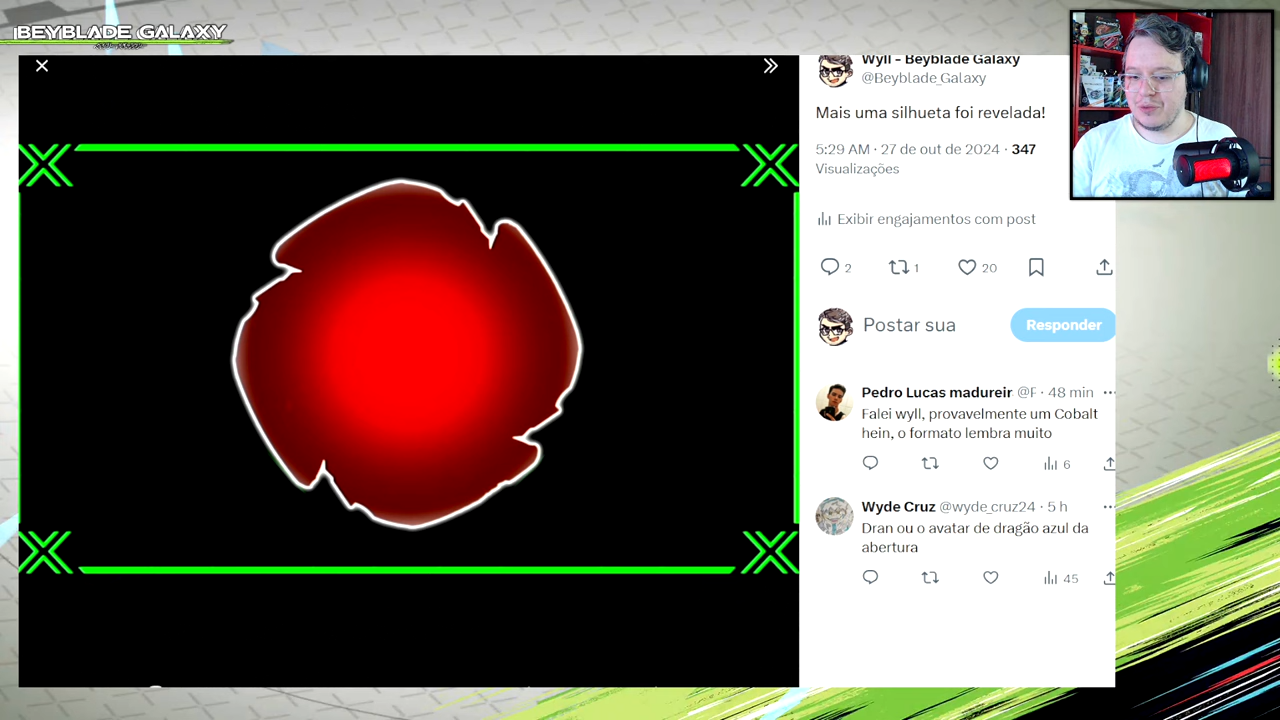 BEYBLADE GALAXY
Wyll - Beyblade Galaxy
@Beyblade_Galaxy
Mais uma silhueta foi revelada!
5:29 AM · 27 de out de 2024 · 347
Visualizações
Exibir engajamentos com post
2 1 20
Postar sua
Responder
Pedro Lucas madureir @F · 48 min
Falei wyll, provavelmente um Cobalt
hein, o formato lembra muito
6
Wyde Cruz @wyde_cruz24 · 5 h
Dran ou o avatar de dragão azul da
abertura
45